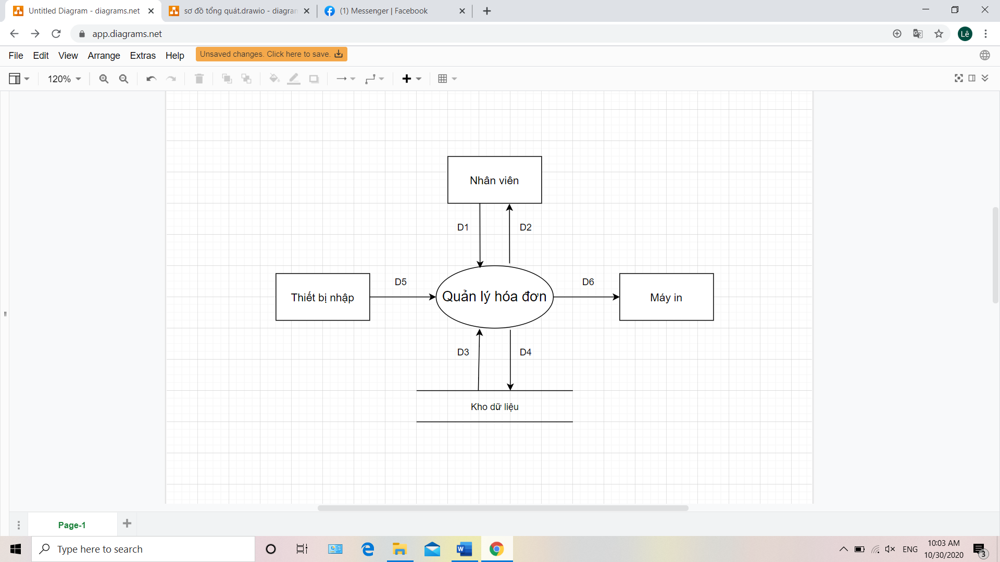 Untitled Diagram - diagrams.net
sơ đồ tổng quát.drawio - diagram
(1) Messenger | Facebook
app.diagrams.net
Lê
File Edit View Arrange Extras Help
Unsaved changes. Click here to save.
120%
Nhân viên
D1
D2
D5
D6
Thiết bị nhập
Quản lý hóa đơn
Máy in
D3
D4
Kho dữ liệu
Page-1
Type here to search
ENG
10:03 AM
10/30/2020
3